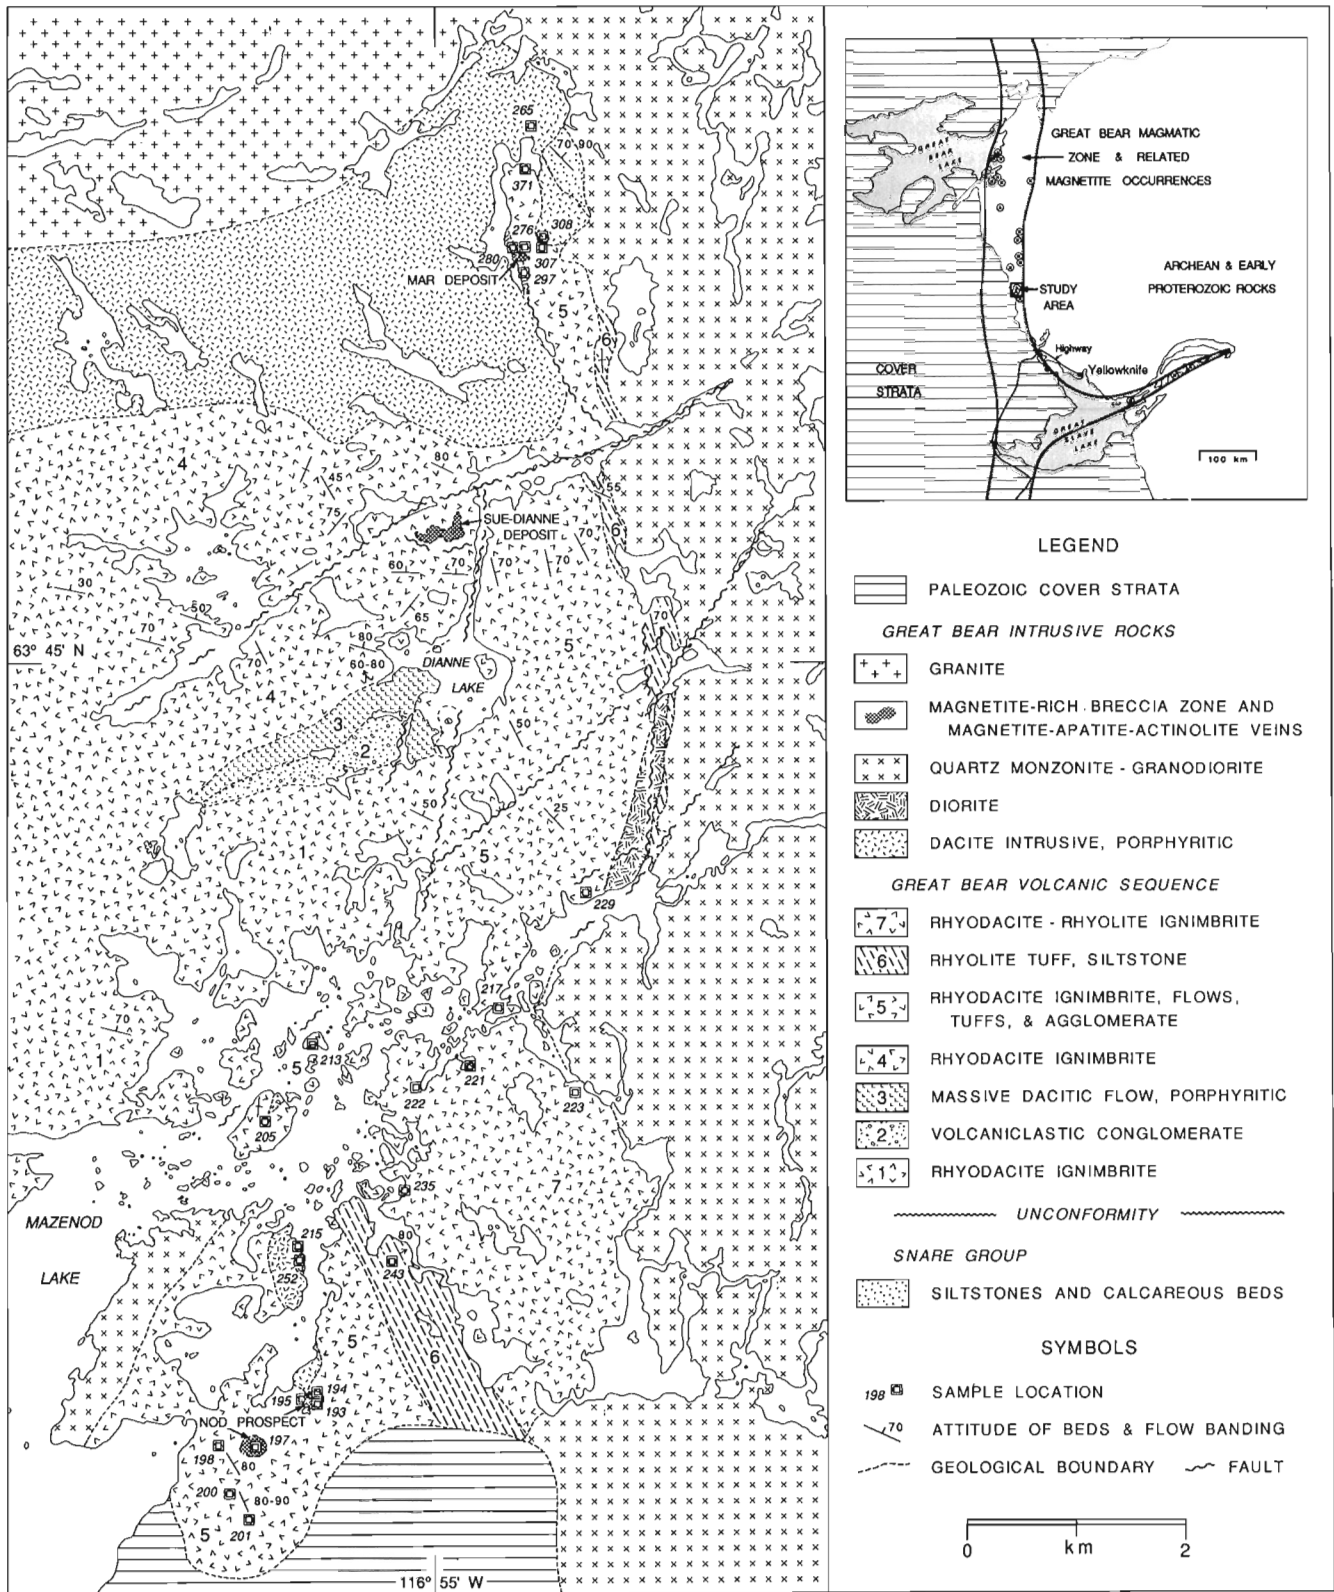 265
70-90
371
308
276
280
307
MAR DEPOSIT
297
5
6
4
80
45
75
55
SUE-DIANNE
DEPOSIT
70
6
60
70
70
70
30
50
70
65
5
70
80
63° 45' N
70
60-80
DIANNE
LAKE
4
3
2
50
50
25
1
5
229
217
70
1
5
213
221
222
223
205
235
7
MAZENOD
LAKE
215
80
252
243
5
6
194
195
193
NOD PROSPECT
197
198
80
200
80-90
5
201
116° 55' W
GREAT BEAR MAGMATIC
ZONE & RELATED
MAGNETITE OCCURRENCES
GREAT
BEAR
LAKE
ARCHEAN & EARLY
PROTEROZOIC ROCKS
STUDY
AREA
Highway
Yellowknife
COVER
STRATA
GREAT
SLAVE
LAKE
100 km
LEGEND
PALEOZOIC COVER STRATA
GREAT BEAR INTRUSIVE ROCKS
GRANITE
MAGNETITE-RICH BRECCIA ZONE AND
MAGNETITE-APATITE-ACTINOLITE VEINS
QUARTZ MONZONITE - GRANODIORITE
DIORITE
DACITE INTRUSIVE, PORPHYRITIC
GREAT BEAR VOLCANIC SEQUENCE
7 RHYODACITE - RHYOLITE IGNIMBRITE
6 RHYOLITE TUFF, SILTSTONE
5 RHYODACITE IGNIMBRITE, FLOWS,
TUFFS, & AGGLOMERATE
4 RHYODACITE IGNIMBRITE
3 MASSIVE DACITIC FLOW, PORPHYRITIC
2 VOLCANICLASTIC CONGLOMERATE
1 RHYODACITE IGNIMBRITE
UNCONFORMITY
SNARE GROUP
SILTSTONES AND CALCAREOUS BEDS
SYMBOLS
198 SAMPLE LOCATION
70 ATTITUDE OF BEDS & FLOW BANDING
GEOLOGICAL BOUNDARY FAULT
0 km 2